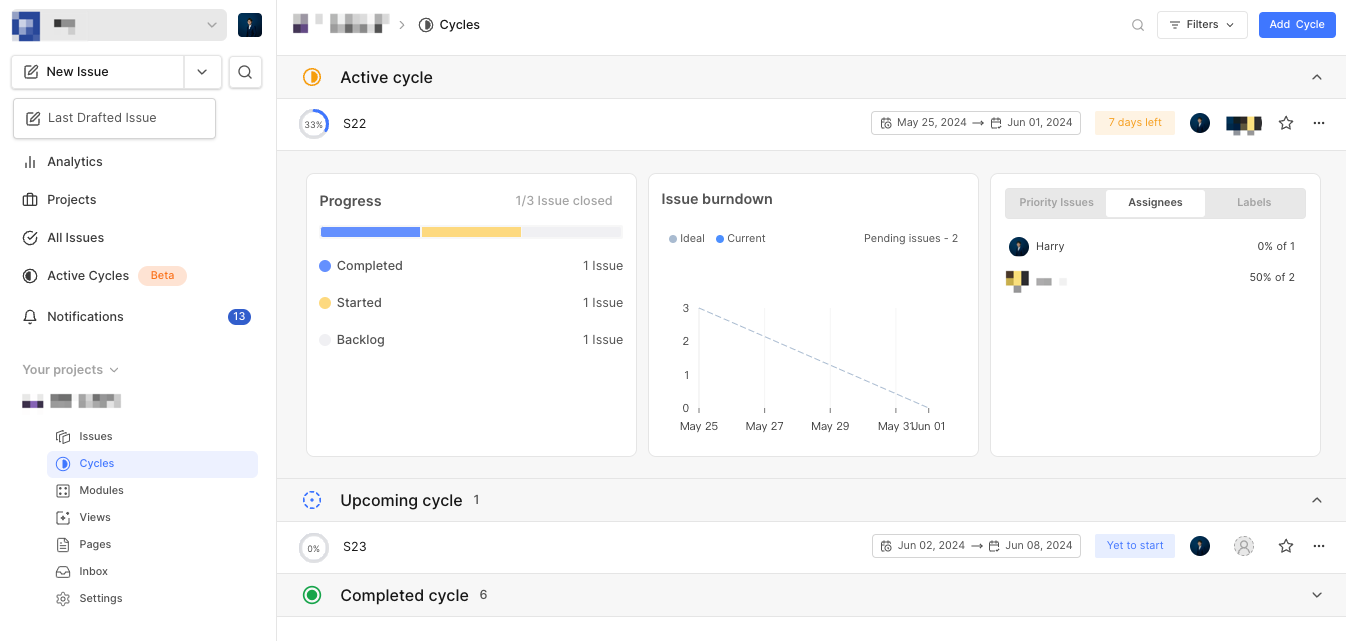 New Issue
Last Drafted Issue
Analytics
Projects
All Issues
Active Cycles Beta
Notifications 13
Your projects
Issues
Cycles
Modules
Views
Pages
Inbox
Settings
Cycles
Filters
Add Cycle
Active cycle
33% S22 May 25, 2024 → Jun 01, 2024 7 days left
Progress 1/3 Issue closed
Completed 1 Issue
Started 1 Issue
Backlog 1 Issue
Issue burndown
Ideal Current Pending issues - 2
3
2
1
0
May 25 May 27 May 29 May 31 Jun 01
Priority Issues Assignees Labels
Harry 0% of 1
50% of 2
Upcoming cycle 1
0% S23 Jun 02, 2024 → Jun 08, 2024 Yet to start
Completed cycle 6